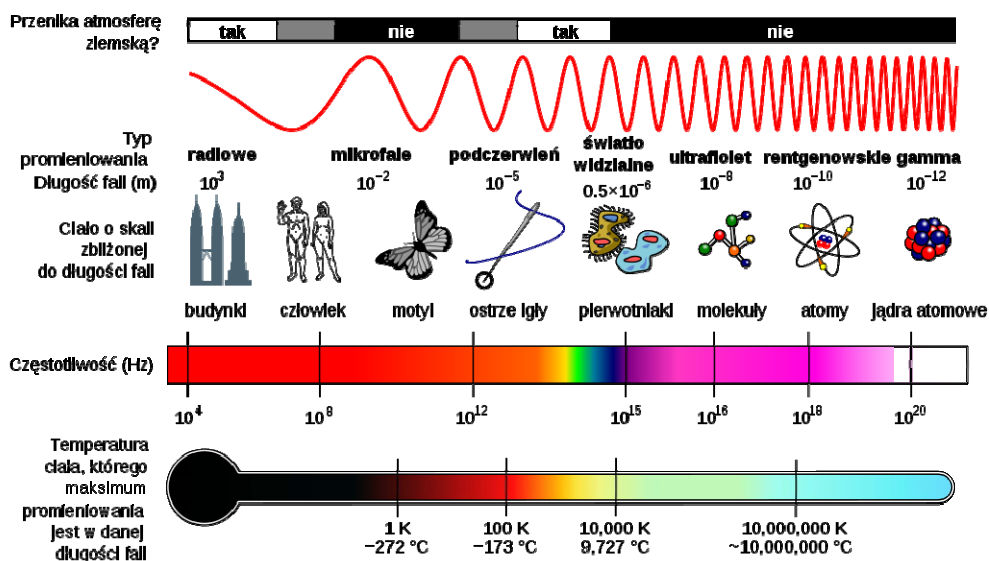 Przenika atmosferę
ziemską?
tak nie tak nie
Typ
promieniowania
Długość fali (m)
radiowe mikrofale podczerwień światło widzialne ultrafiolet rentgenowskie gamma
10³ 10⁻² 10⁻⁵ 0.5×10⁻⁶ 10⁻⁸ 10⁻¹⁰ 10⁻¹²
Ciało o skali
zbliżonej
do długości fali
budynki człowiek motyl ostrze igły pierwotniaki molekuły atomy jądra atomowe
Częstotliwość (Hz)
10⁴ 10⁸ 10¹² 10¹⁵ 10¹⁶ 10¹⁸ 10²⁰
Temperatura
ciała, którego
maksimum
promieniowania
jest w danej
długości fali
1 K 100 K 10,000 K 10,000,000 K
−272 °C −173 °C 9,727 °C ~10,000,000 °C